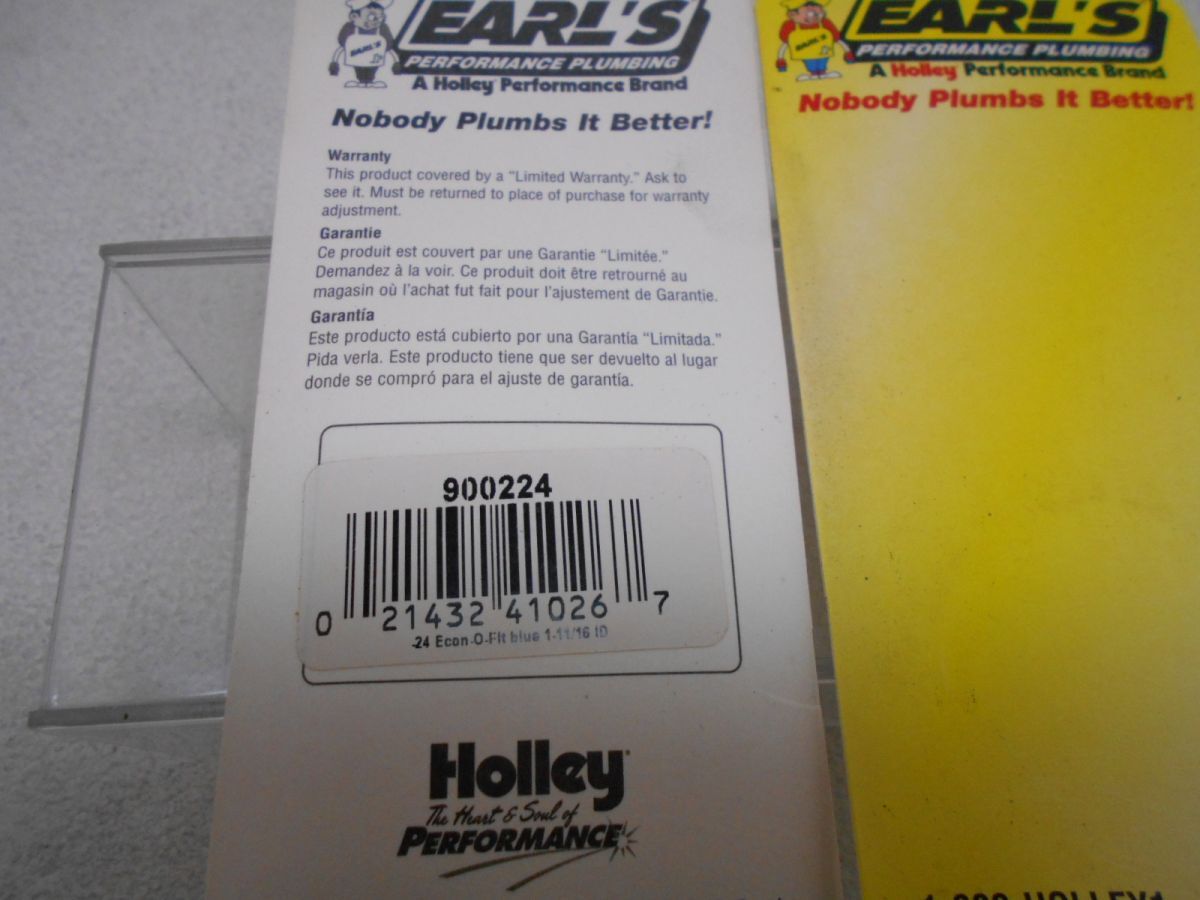 EARL'S
PERFORMANCE PLUMBING
A Holley Performance Brand
Nobody Plumbs It Better!
Warranty
This product covered by a "Limited Warranty." Ask to
see it. Must be returned to place of purchase for warranty
adjustment.
Garantie
Ce produit est couvert par une Garantie "Limitée."
Demandez à la voir. Ce produit doit être retrourné au
magasin où l'achat fut fait pour l'ajustement de Garantie.
Garantía
Este producto está cubierto por una Garantía "Limitada."
Pida verla. Este producto tiene que ser devuelto al lugar
donde se compró para el ajuste de garantía.
900224
0 21432 41026 7
-24 Econ-O-Fit blue 1-11/16 ID
Holley
The Heart & Soul of
PERFORMANCE
EARL'S
EARL'S
PERFORMANCE PLUMBING
A Holley Performance Brand
Nobody Plumbs It Better!
EARL'S
HOLLEY1